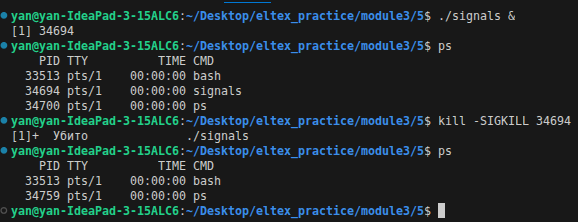 yan@yan-IdeaPad-3-15ALC6:~/Desktop/eltex_practice/module3/5$ ./signals &
[1] 34694
yan@yan-IdeaPad-3-15ALC6:~/Desktop/eltex_practice/module3/5$ ps
    PID TTY          TIME CMD
  33513 pts/1    00:00:00 bash
  34694 pts/1    00:00:00 signals
  34700 pts/1    00:00:00 ps
yan@yan-IdeaPad-3-15ALC6:~/Desktop/eltex_practice/module3/5$ kill -SIGKILL 34694
[1]+  Убито              ./signals
yan@yan-IdeaPad-3-15ALC6:~/Desktop/eltex_practice/module3/5$ ps
    PID TTY          TIME CMD
  33513 pts/1    00:00:00 bash
  34759 pts/1    00:00:00 ps
yan@yan-IdeaPad-3-15ALC6:~/Desktop/eltex_practice/module3/5$